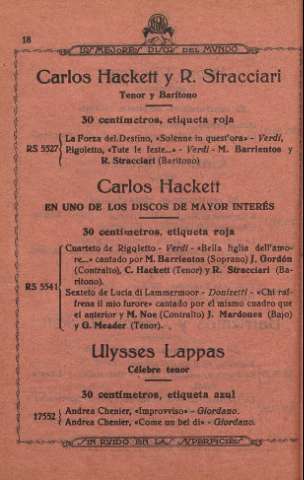 18
LOS MEJORES DISCOS DEL MUNDO
Carlos Hackett y R. Stracciari
Tenor y Barítono
30 centímetros, etiqueta roja
RS 5527 { La Forza del Destino, «Solenne in quest'ora» - Verdi,
Rigoletto, «Tute le feste...» - Verdi - M. Barrientos y
R. Stracciari (Barítono)
Carlos Hackett
EN UNO DE LOS DISCOS DE MAYOR INTERÉS
30 centímetros, etiqueta roja
Cuarteto de Rigoletto - Verdi - «Bella figlia dell'amo-
re...» cantado por M. Barrientos (Soprano) J. Gordón
(Contralto), C. Hackett (Tenor) y R. Stracciari (Ba-
RS 5541 { rítono).
Sexteto de Lucia di Lammermoor - Donizetti - «Chi raf-
frena il mio furore» cantado por el mismo cuadro que
el anterior y M. Noe (Contralto) J. Mardones (Bajo)
y G. Meader (Tenor).
Ulysses Lappas
Célebre tenor
30 centímetros, etiqueta azul
17552 { Andrea Chenier, «Improvviso» - Giordano.
Andrea Chenier, «Come un bel di» - Giordano.
SIN RUIDO EN LA SUPERFICIE